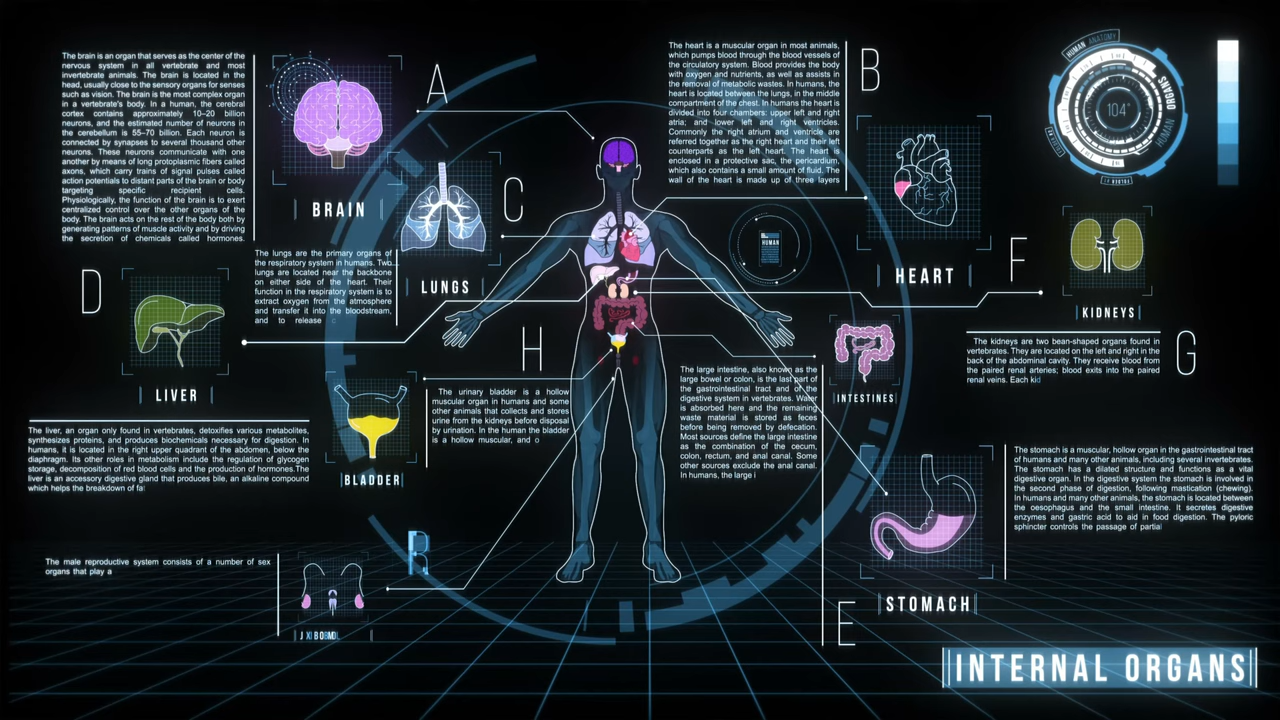 The brain is an organ that serves as the center of the
nervous system in all vertebrate and most
invertebrate animals. The brain is located in the
head, usually close to the sensory organs for senses
such as vision. The brain is the most complex organ
in a vertebrate's body. In a human, the cerebral
cortex contains approximately 10–20 billion
neurons, and the estimated number of neurons in
the cerebellum is 55–70 billion. Each neuron is
connected by synapses to several thousand other
neurons. These neurons communicate with one
another by means of long protoplasmic fibers called
axons, which carry trains of signal pulses called
action potentials to distant parts of the brain or body
targeting specific recipient cells.
Physiologically, the function of the brain is to exert
centralized control over the other organs of the
body. The brain acts on the rest of the body both by
generating patterns of muscle activity and by driving
the secretion of chemicals called hormones.
A
BRAIN
The heart is a muscular organ in most animals,
which pumps blood through the blood vessels of
the circulatory system. Blood provides the body
with oxygen and nutrients, as well as assists in
the removal of metabolic wastes. In humans, the
heart is located between the lungs, in the middle
compartment of the chest. In humans the heart is
divided into four chambers: upper left and right
atria; and lower left and right ventricles.
Commonly the right atrium and ventricle are
referred together as the right heart and their left
counterparts as the left heart. The heart is
enclosed in a protective sac, the pericardium,
which also contains a small amount of fluid. The
wall of the heart is made up of three layers
B
HEART
HUMAN ANATOMY
ORGANS
HUMAN
104°
C
LUNGS
The lungs are the primary organs of
the respiratory system in humans. Two
lungs are located near the backbone
on either side of the heart. Their
function in the respiratory system is to
extract oxygen from the atmosphere
and transfer it into the bloodstream,
and to release
HUMAN
F
KIDNEYS
D
LIVER
The liver, an organ only found in vertebrates, detoxifies various metabolites,
synthesizes proteins, and produces biochemicals necessary for digestion. In
humans, it is located in the right upper quadrant of the abdomen, below the
diaphragm. Its other roles in metabolism include the regulation of glycogen
storage, decomposition of red blood cells and the production of hormones.The
liver is an accessory digestive gland that produces bile, an alkaline compound
which helps the breakdown of fa
H
BLADDER
The urinary bladder is a hollow
muscular organ in humans and some
other animals that collects and stores
urine from the kidneys before disposal
by urination. In the human the bladder
is a hollow muscular, and o
The large intestine, also known as the
large bowel or colon, is the last part of
the gastrointestinal tract and of the
digestive system in vertebrates. Water
is absorbed here and the remaining
waste material is stored as feces
before being removed by defecation.
Most sources define the large intestine
as the combination of the cecum,
colon, rectum, and anal canal. Some
other sources exclude the anal canal.
In humans, the large i
INTESTINES
The kidneys are two bean-shaped organs found in
vertebrates. They are located on the left and right in the
back of the abdominal cavity. They receive blood from
the paired renal arteries; blood exits into the paired
renal veins. Each kid
G
The stomach is a muscular, hollow organ in the gastrointestinal tract
of humans and many other animals, including several invertebrates.
The stomach has a dilated structure and functions as a vital
digestive organ. In the digestive system the stomach is involved in
the second phase of digestion, following mastication (chewing).
In humans and many other animals, the stomach is located between
the oesophagus and the small intestine. It secretes digestive
enzymes and gastric acid to aid in food digestion. The pyloric
sphincter controls the passage of partial
STOMACH
E
The male reproductive system consists of a number of sex
organs that play a
INTERNAL ORGANS